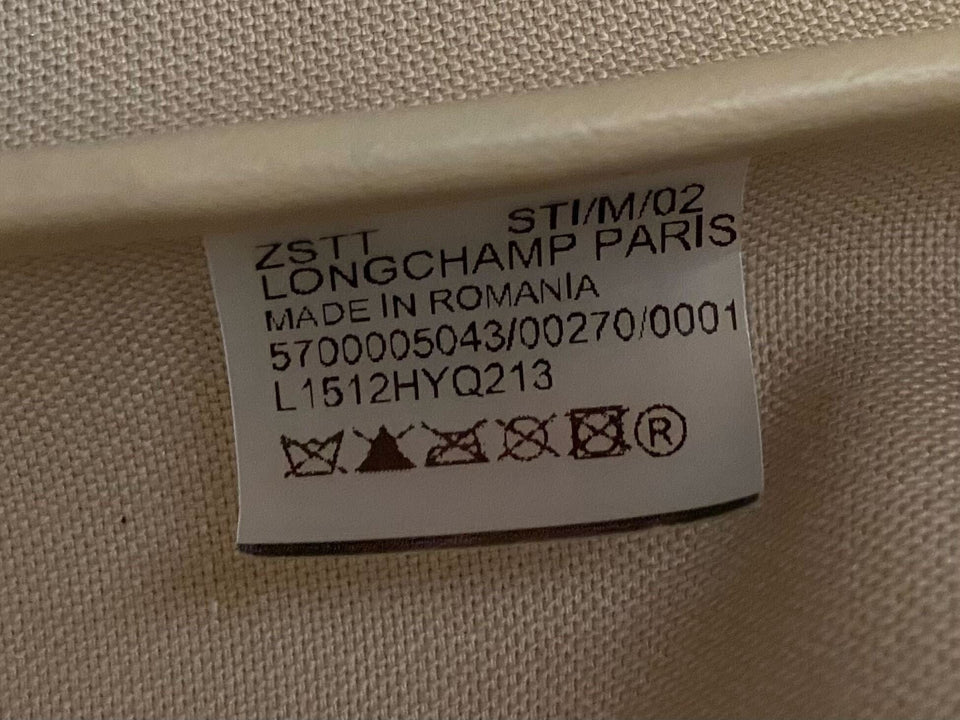 ZSTT STI/M/02
LONGCHAMP PARIS
MADE IN ROMANIA
5700005043/00270/0001
L1512HYQ213
®